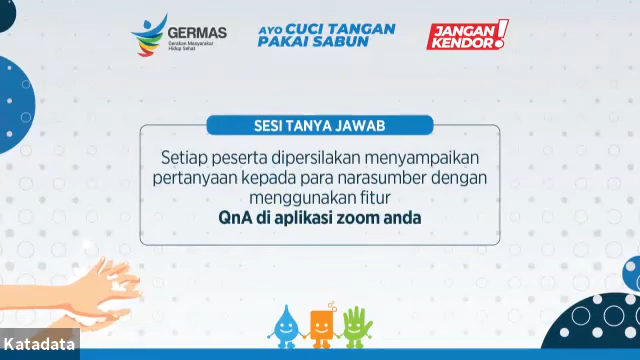 GERMAS
Gerakan Masyarakat
Hidup Sehat
AYO CUCI TANGAN
PAKAI SABUN
JANGAN
KENDOR!
SESI TANYA JAWAB
Setiap peserta dipersilakan menyampaikan
pertanyaan kepada para narasumber dengan
menggunakan fitur
QnA di aplikasi zoom anda
Katadata